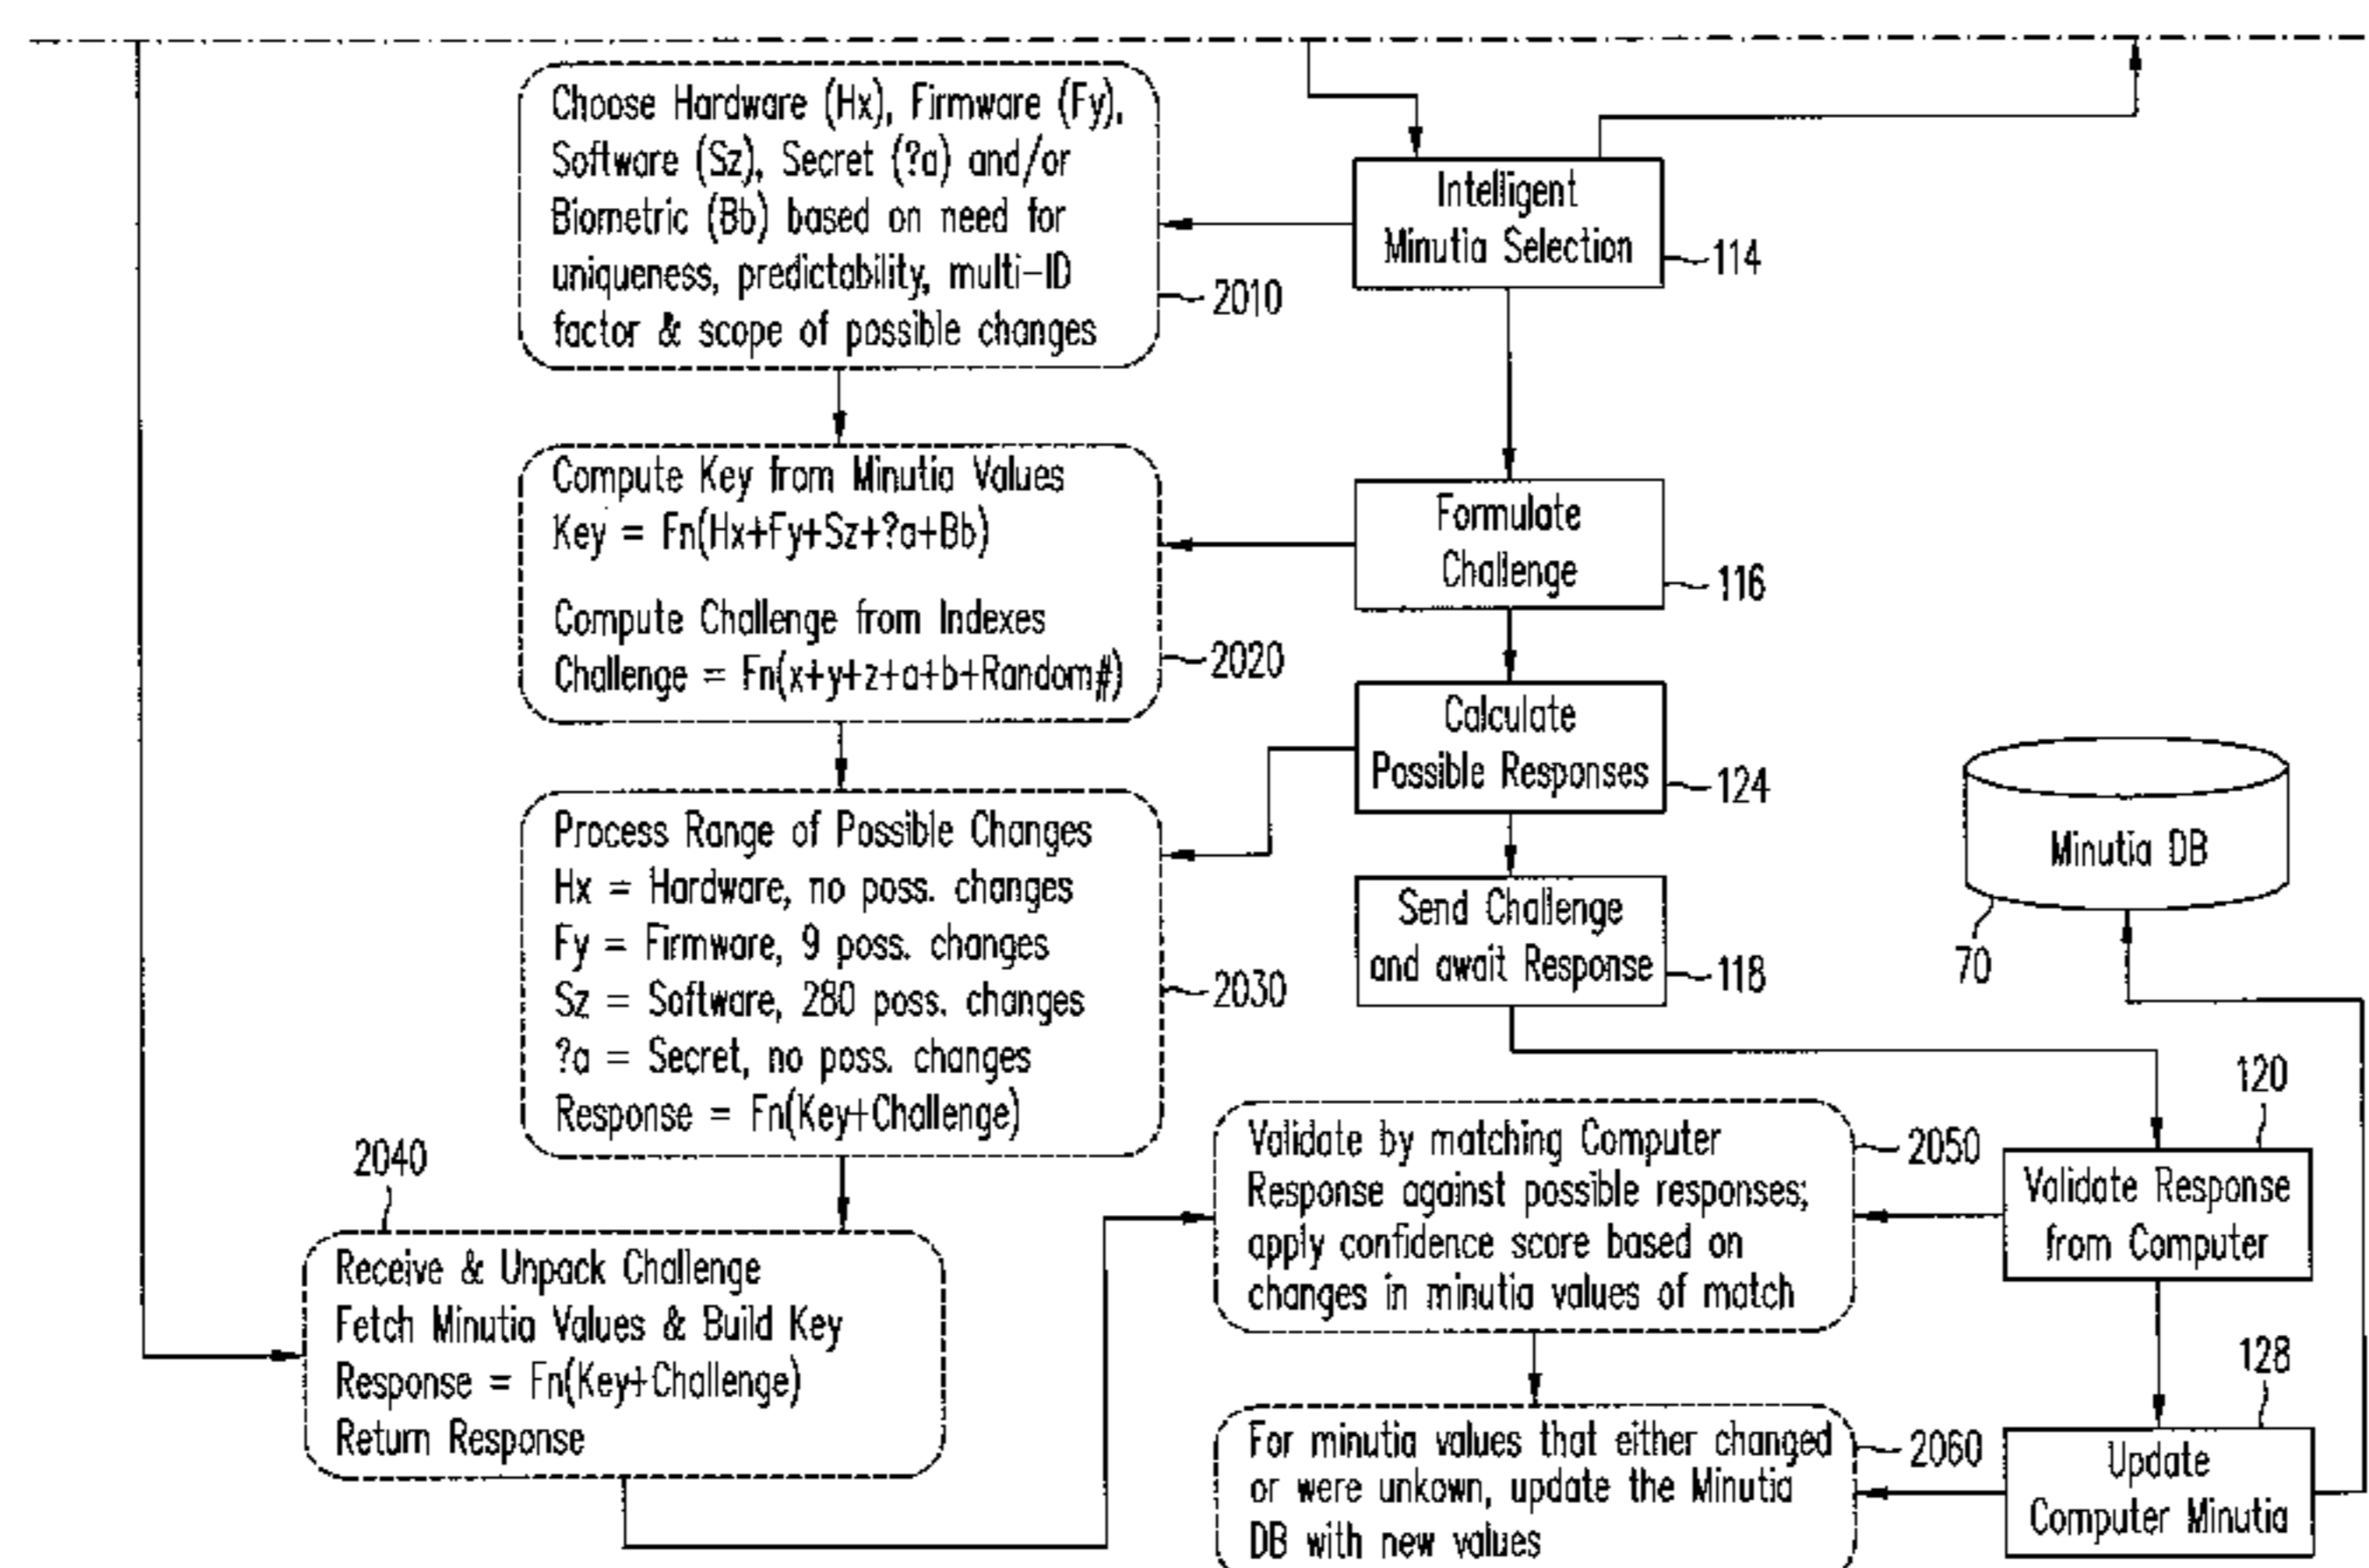 Choose Hardware (Hx), Firmware (Fy),
Software (Sz), Secret (?a) and/or
Biometric (Bb) based on need for
uniqueness, predictability, multi-ID
factor & scope of possible changes
2010
Intelligent
Minutia Selection
114
Compute Key from Minutia Values
Key = Fn(Hx+Fy+Sz+?a+Bb)
Compute Challenge from Indexes
Challenge = Fn(x+y+z+a+b+Random#)
2020
Formulate
Challenge
116
Calculate
Possible Responses
124
Process Range of Possible Changes
Hx = Hardware, no poss. changes
Fy = Firmware, 9 poss. changes
Sz = Software, 280 poss. changes
?a = Secret, no poss. changes
Response = Fn(Key+Challenge)
2030
Send Challenge
and await Response
118
Minutia DB
70
2040
Receive & Unpack Challenge
Fetch Minutia Values & Build Key
Response = Fn(Key+Challenge)
Return Response
Validate by matching Computer
Response against possible responses;
apply confidence score based on
changes in minutia values of match
2050
120
Validate Response
from Computer
For minutia values that either changed
or were unkown, update the Minutia
DB with new values
2060
128
Update
Computer Minutia